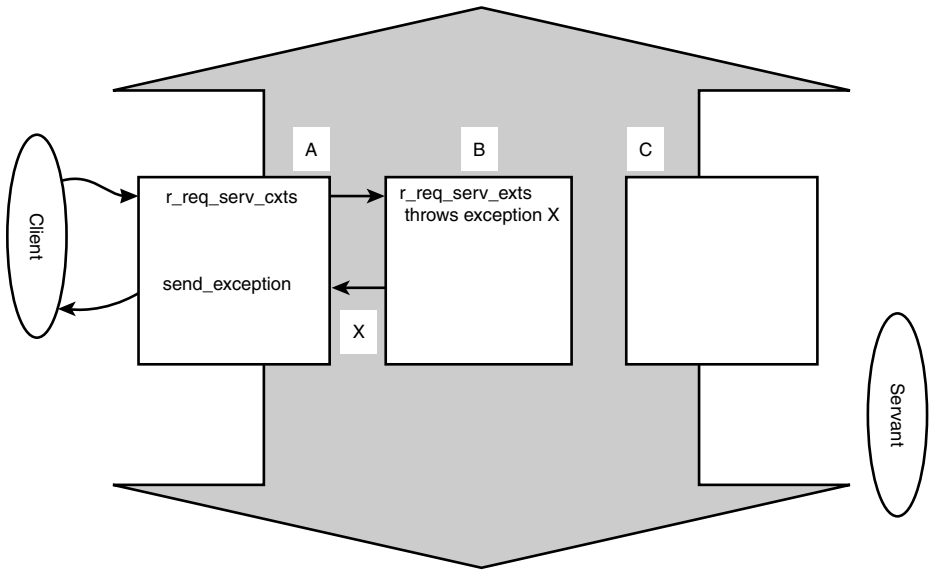 A
B
C
Client
r_req_serv_cxts
r_req_serv_exts
throws exception X
send_exception
X
Servant